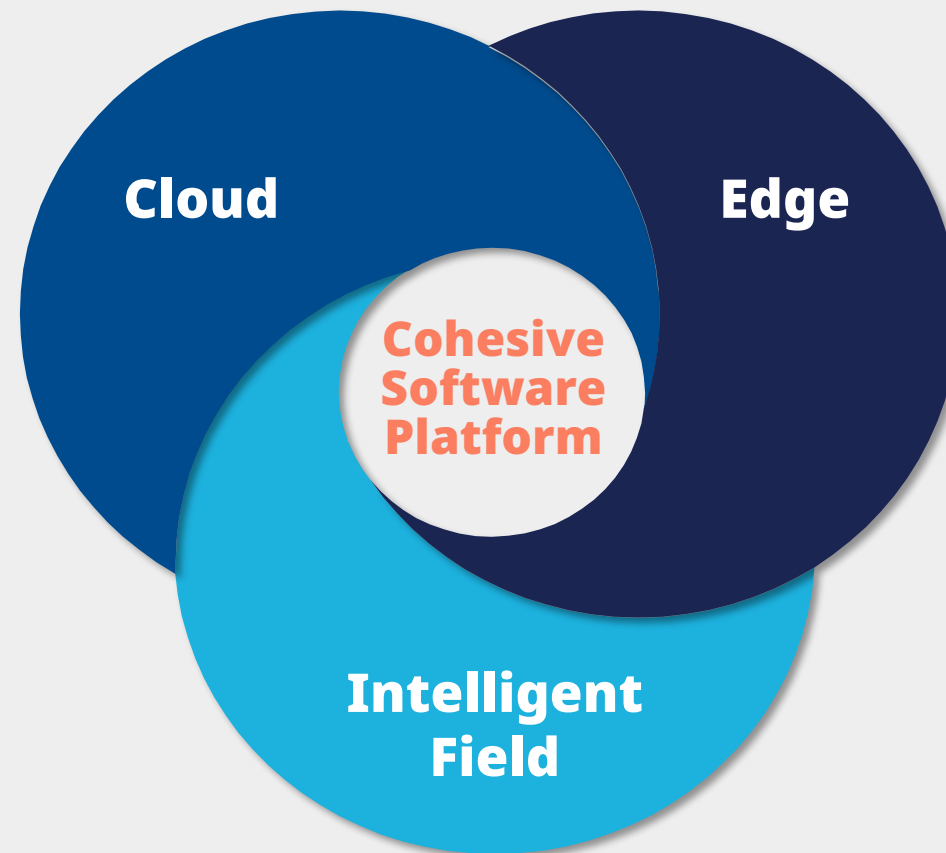 Cloud
Edge
Cohesive
Software
Platform
Intelligent
Field